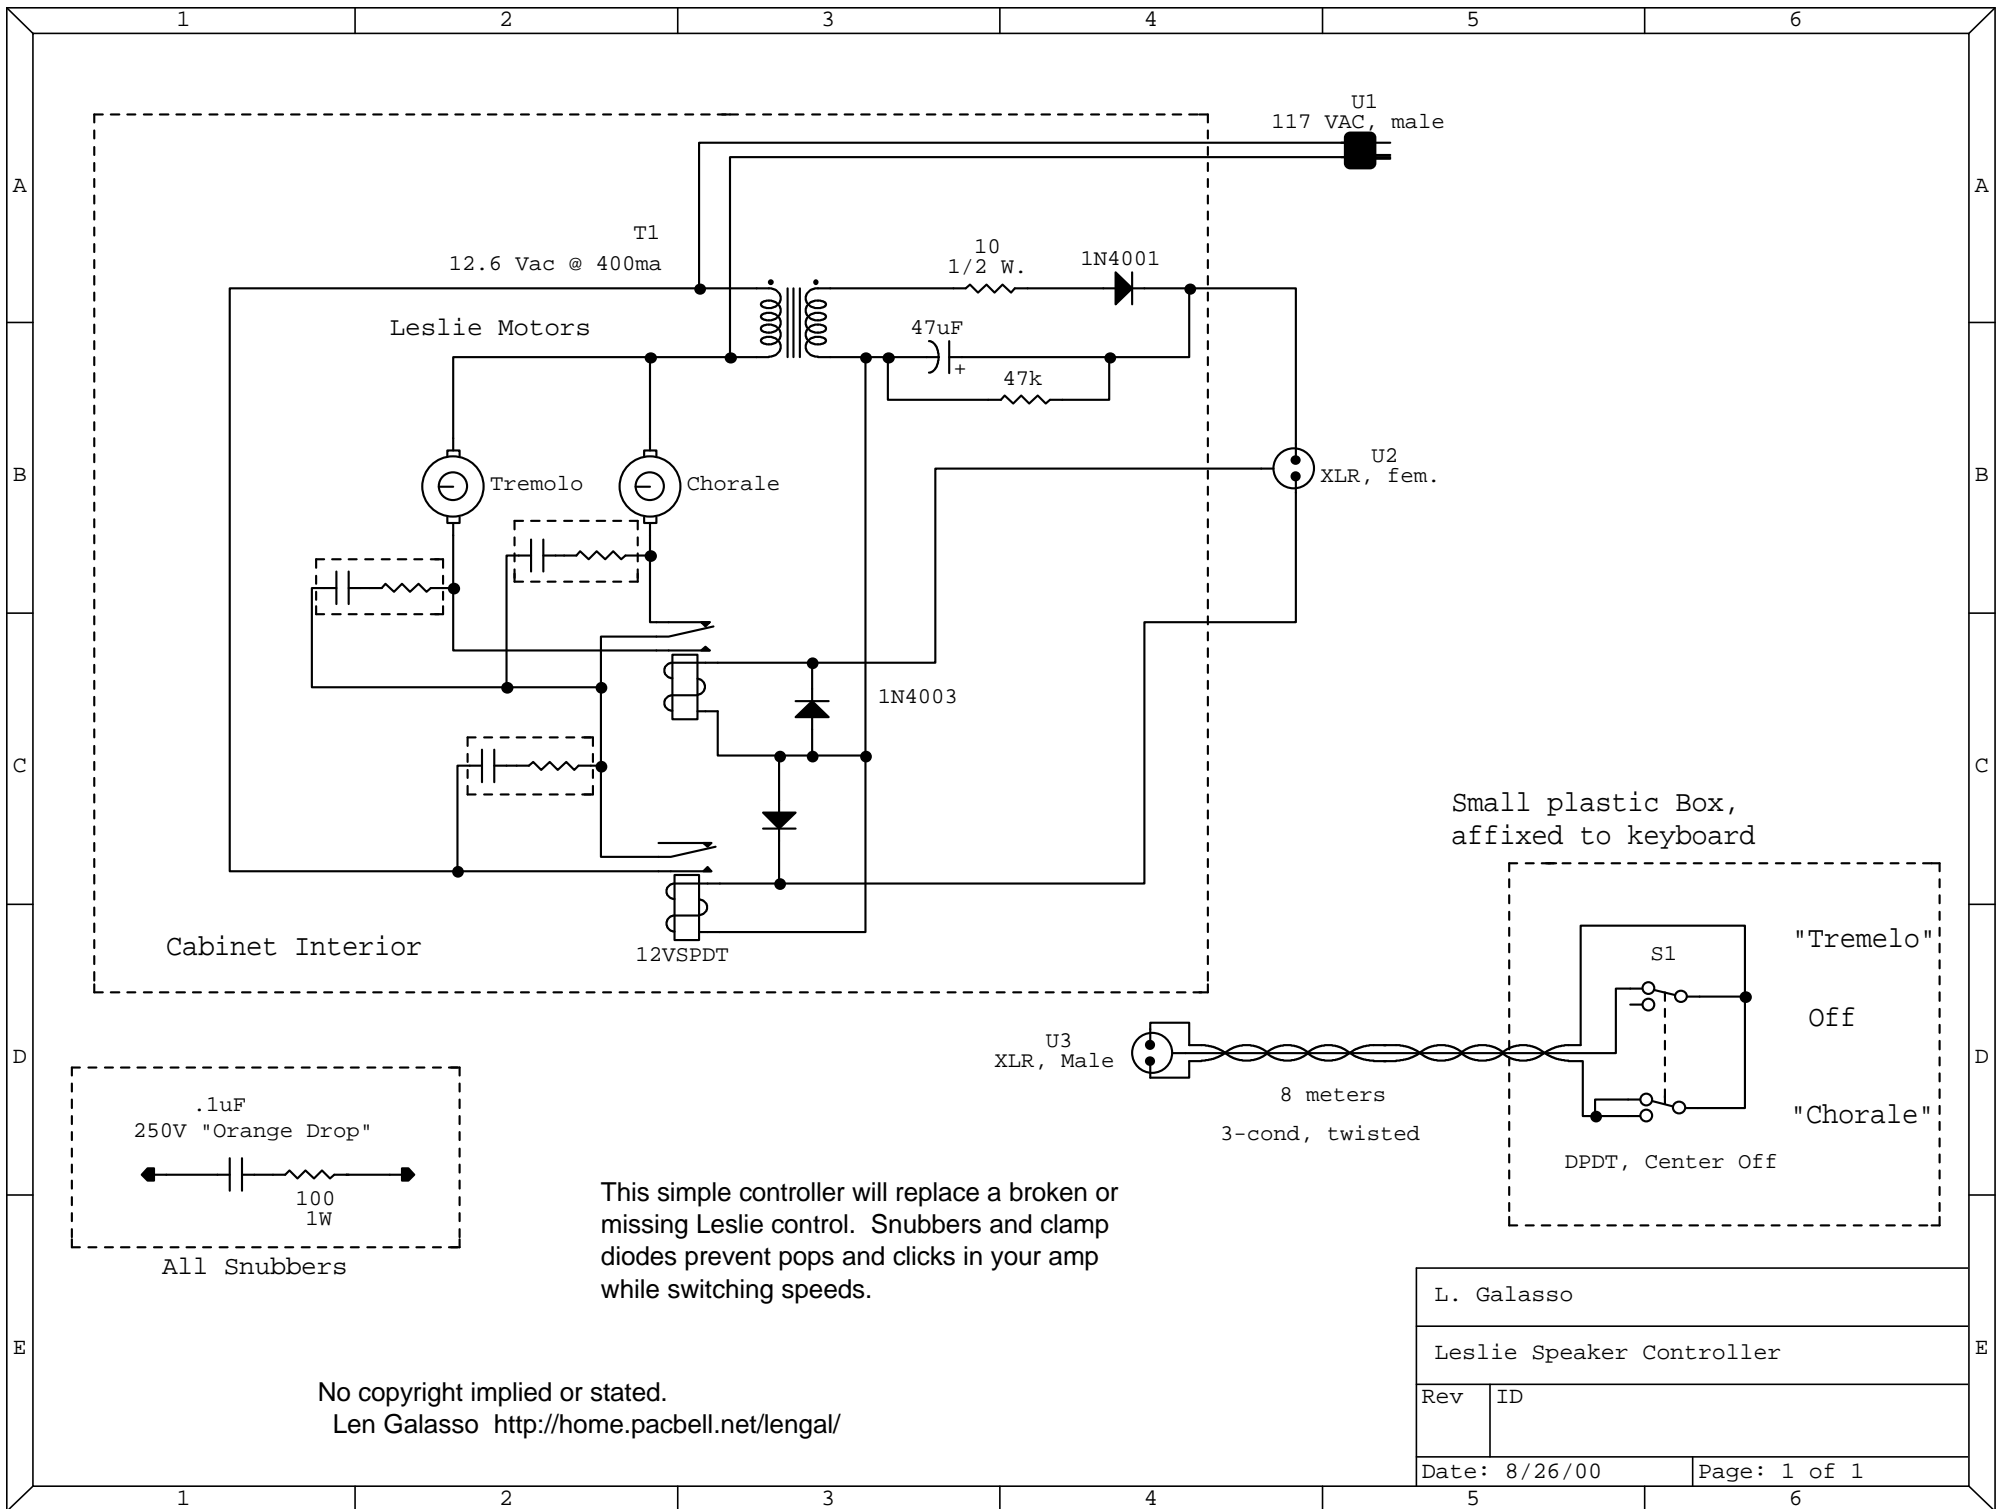 1 2 3 4 5 6
A A
B B
C C
D D
E E
U1
117 VAC, male
T1
12.6 Vac @ 400ma
10
1/2 W.
1N4001
Leslie Motors
47uF
+
47k
Tremolo
Chorale
U2
XLR, fem.
1N4003
Small plastic Box,
affixed to keyboard
Cabinet Interior
12VSPDT
S1
"Tremelo"
Off
"Chorale"
DPDT, Center Off
U3
XLR, Male
8 meters
3-cond, twisted
.1uF
250V "Orange Drop"
100
1W
All Snubbers
This simple controller will replace a broken or
missing Leslie control. Snubbers and clamp
diodes prevent pops and clicks in your amp
while switching speeds.
No copyright implied or stated.
Len Galasso http://home.pacbell.net/lengal/
L. Galasso
Leslie Speaker Controller
Rev ID
Date: 8/26/00 Page: 1 of 1
1 2 3 4 5 6